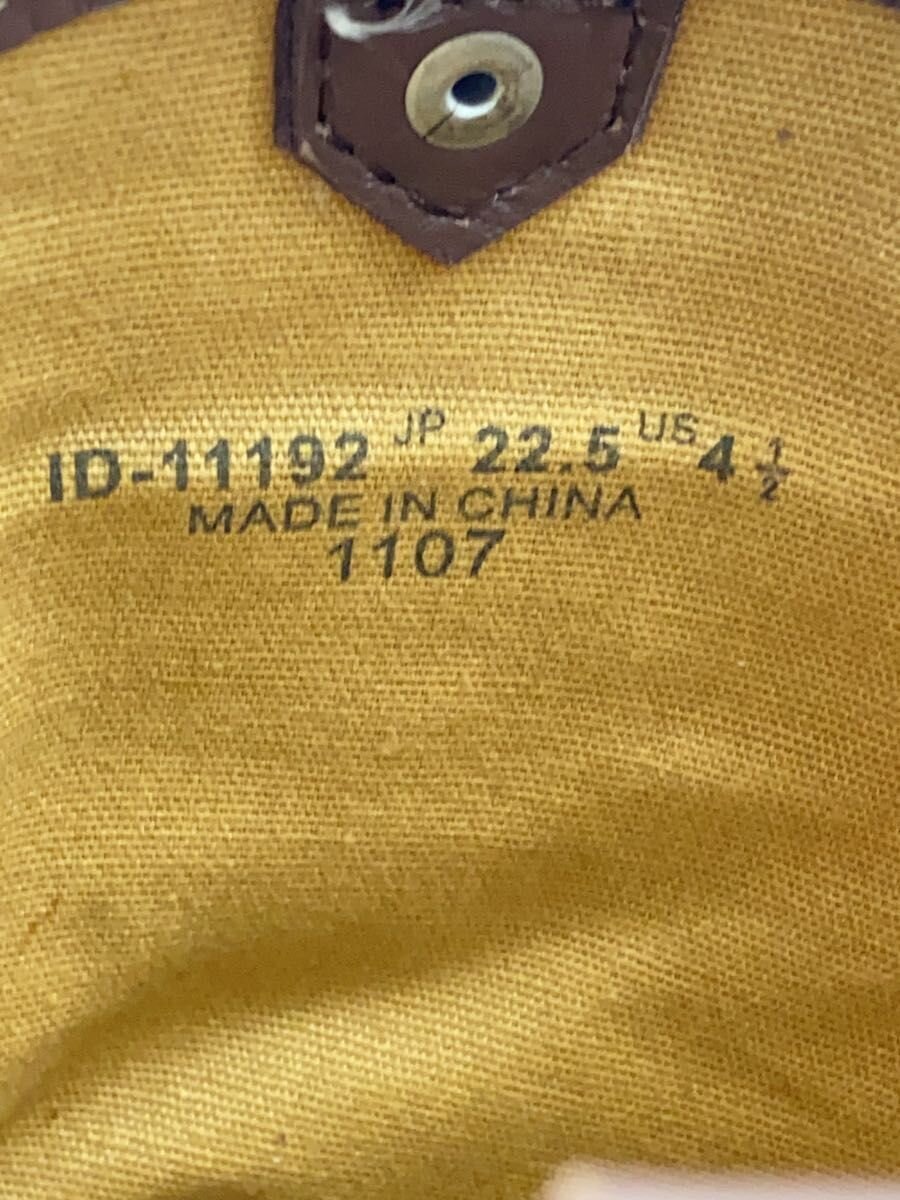 ID-11192 JP 22.5 US 4 ½
MADE IN CHINA
1107